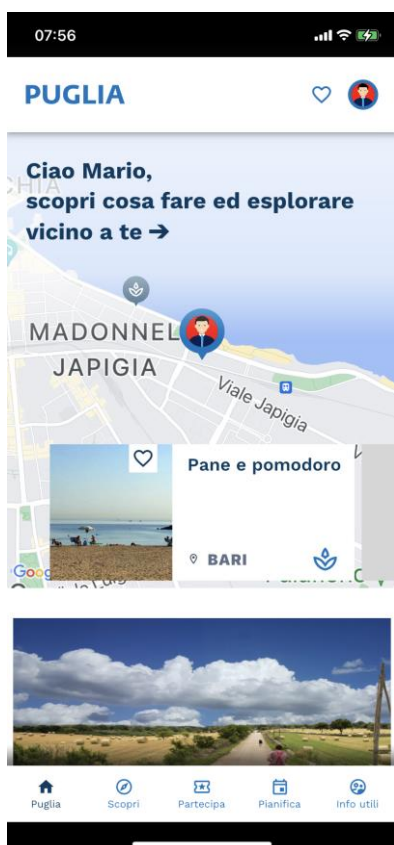 07:56
PUGLIA
Ciao Mario,
scopri cosa fare ed esplorare
vicino a te ➔
MADONNEL
JAPIGIA
Viale Japigia
Pane e pomodoro
BARI
Goog
Puglia
Scopri
Partecipa
Pianifica
Info utili